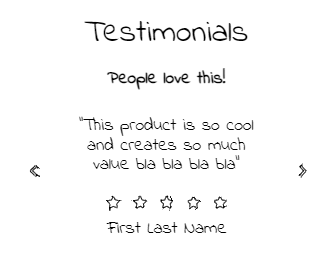 Testimonials
People love this!
"This product is so cool
and creates so much
value bla bla bla bla"
First Last Name